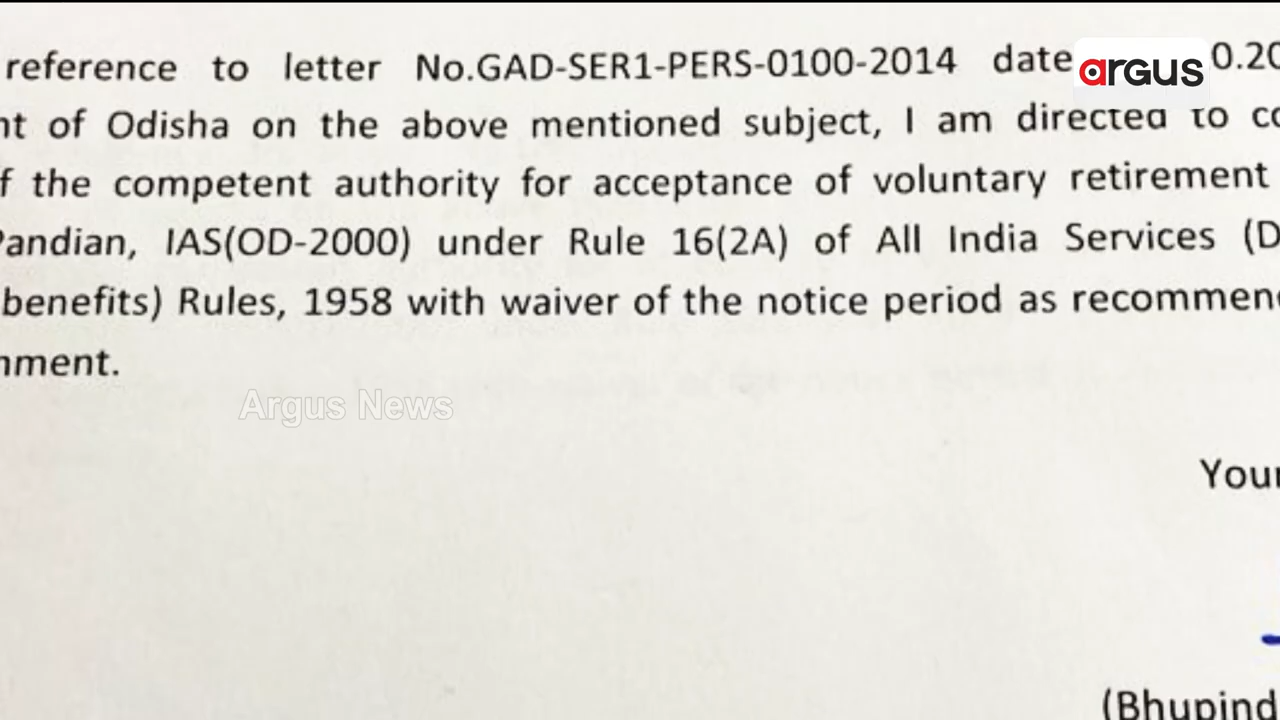 reference to letter No.GAD-SER1-PERS-0100-2014 date argus 0.20
nt of Odisha on the above mentioned subject, I am directed to co
f the competent authority for acceptance of voluntary retirement
Pandian, IAS(OD-2000) under Rule 16(2A) of All India Services (D
benefits) Rules, 1958 with waiver of the notice period as recommen
nment.
Argus News
Your
(Bhupind